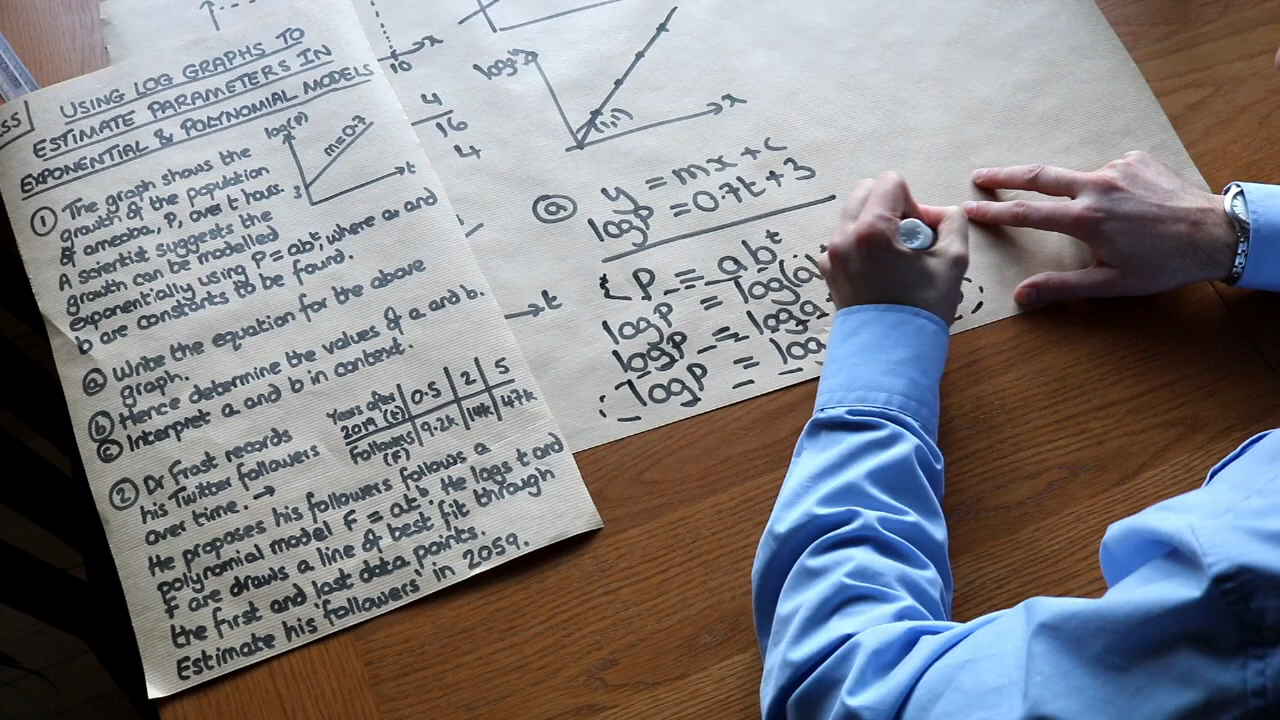 SS
USING LOG GRAPHS TO
ESTIMATE PARAMETERS IN
EXPONENTIAL & POLYNOMIAL MODELS
① The graph shows the
growth of the population
of amoeba, P, over t hours.
A scientist suggests the
growth can be modelled
exponentially using P = abᵗ, where a and
b are constants to be found.
log(P)
m=0.7
3
t
ⓐ Write the equation for the above
graph.
ⓑ Hence determine the values of a and b.
ⓒ Interpret a and b in context.
② Dr Frost records
his Twitter followers
over time. →
Years after 2019 (t) | 0.5 | 2 | 5
Followers (F) | 9.2k | 14k | 47k
He proposes his followers follows a
polynomial model F = atᵇ. He logs t and
F are draws a line of best fit through
the first and last data points.
Estimate his 'followers' in 2059.
x
10
4
16
4
t
x
(1,1)
ⓐ y = mx + c
log P = 0.7t + 3
P = abᵗ
log P = log(ab
log P = log a
log P = log